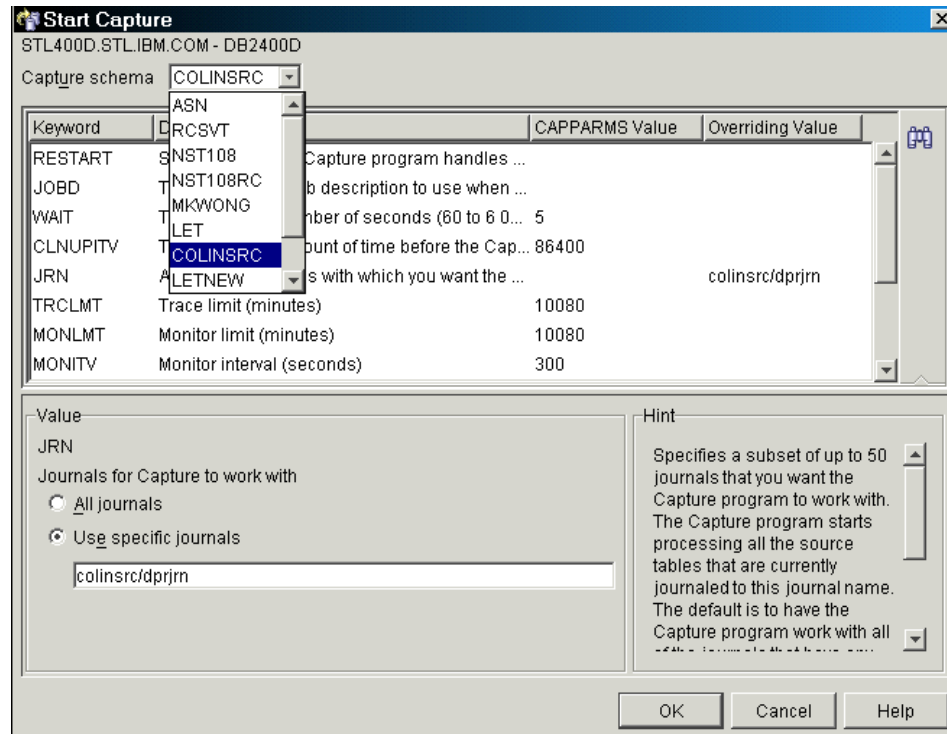 Start Capture
STL400D.STL.IBM.COM - DB2400D
Capture schema COLINSRC
ASN
RCSVT
NST108
NST108RC
MKWONG
LET
COLINSRC
LETNEW
Keyword D CAPPARMS Value Overriding Value
RESTART S Capture program handles ...
JOBD T b description to use when ...
WAIT T nber of seconds (60 to 6 0... 5
CLNUPITV T ount of time before the Cap... 86400
JRN A s with which you want the ... colinsrc/dprjrn
TRCLMT Trace limit (minutes) 10080
MONLMT Monitor limit (minutes) 10080
MONITV Monitor interval (seconds) 300
Value
JRN
Journals for Capture to work with
All journals
Use specific journals
colinsrc/dprjrn
Hint
Specifies a subset of up to 50
journals that you want the
Capture program to work with.
The Capture program starts
processing all the source
tables that are currently
journaled to this journal name.
The default is to have the
Capture program work with all
of the journals that have any
OK Cancel Help